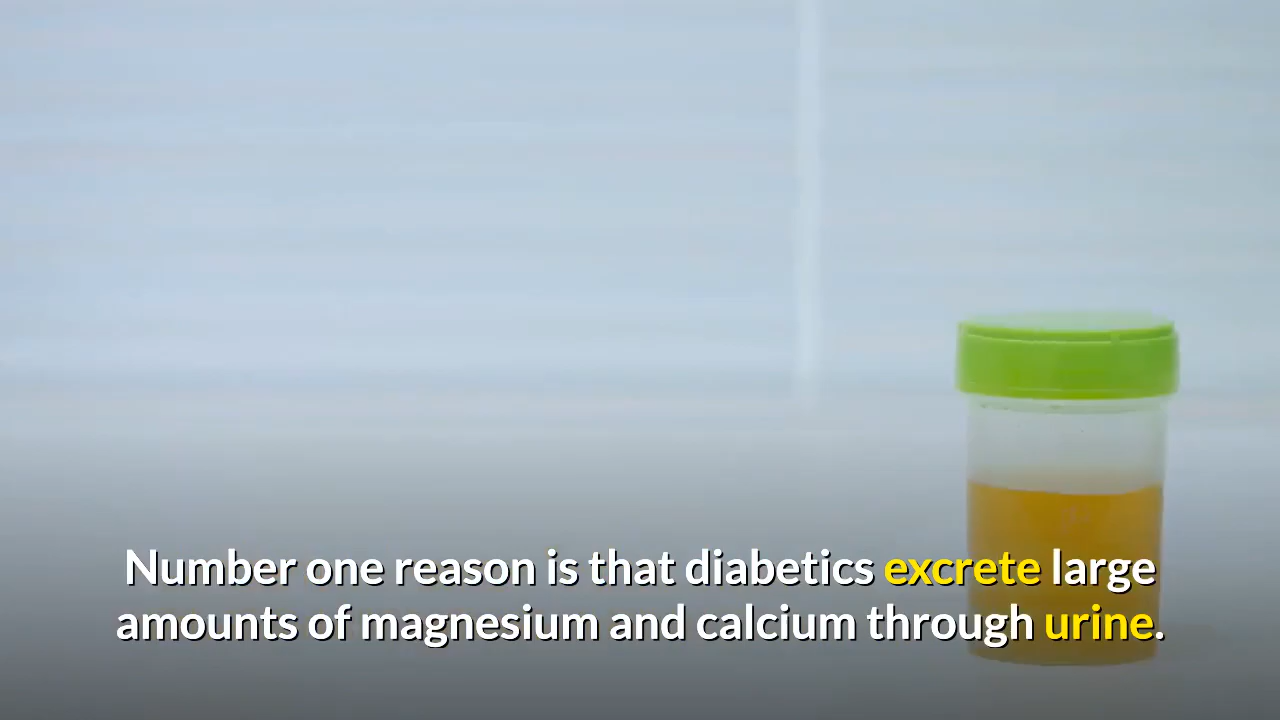 Number one reason is that diabetics excrete large
amounts of magnesium and calcium through urine.